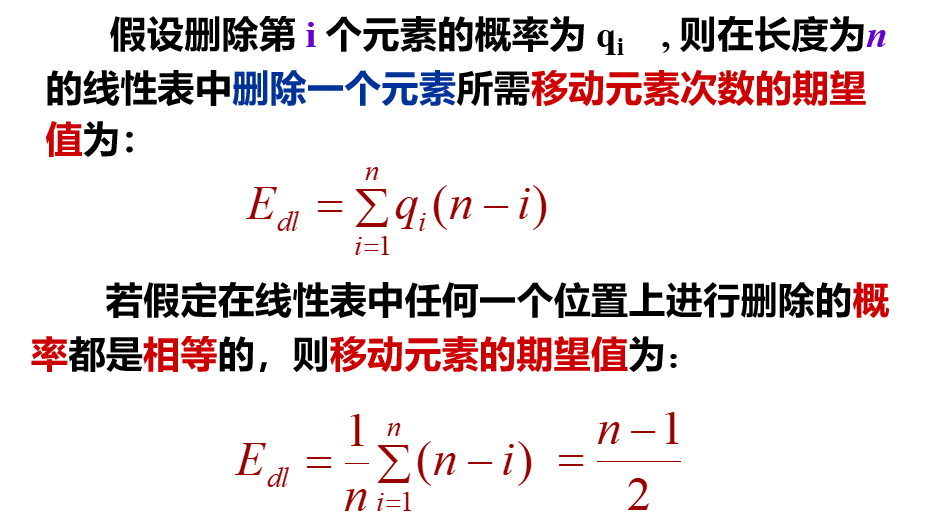 假设删除第 i 个元素的概率为 qᵢ , 则在长度为n
的线性表中删除一个元素所需移动元素次数的期望
值为：
E_{dl} = \sum_{i=1}^{n} q_i (n - i)
若假定在线性表中任何一个位置上进行删除的概
率都是相等的，则移动元素的期望值为：
E_{dl} = \frac{1}{n} \sum_{i=1}^{n} (n - i) = \frac{n - 1}{2}